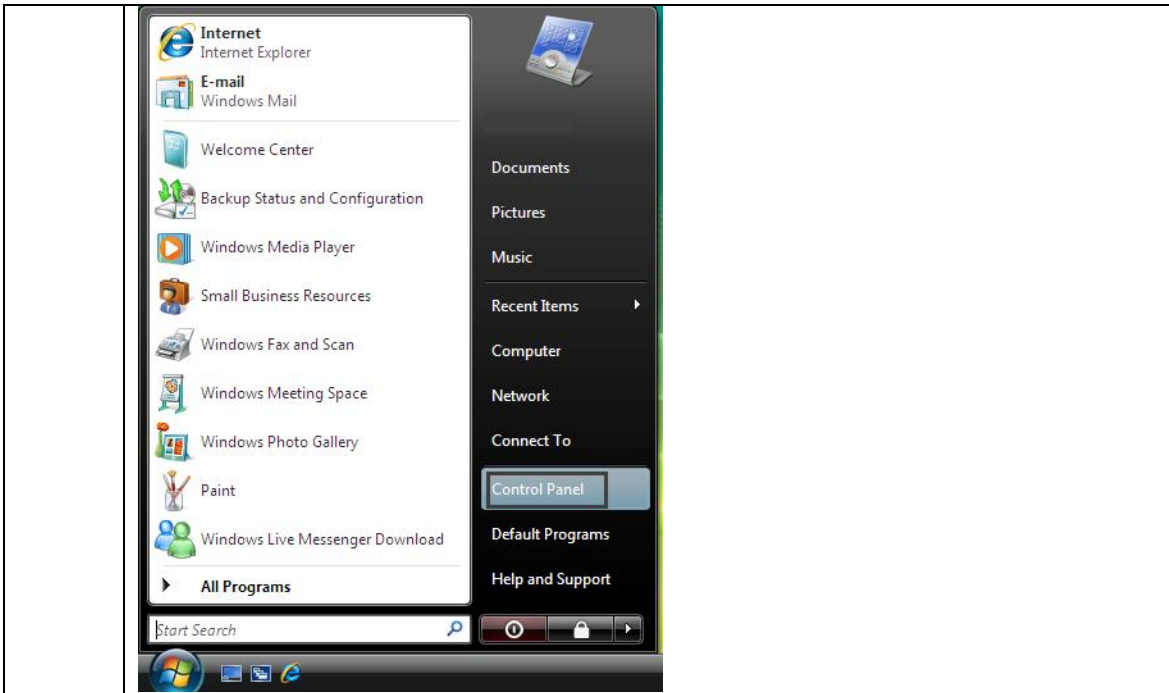 Internet
Internet Explorer
E-mail
Windows Mail
Welcome Center
Backup Status and Configuration
Windows Media Player
Small Business Resources
Windows Fax and Scan
Windows Meeting Space
Windows Photo Gallery
Paint
Windows Live Messenger Download
All Programs
Start Search
Documents
Pictures
Music
Recent Items
Computer
Network
Connect To
Control Panel
Default Programs
Help and Support